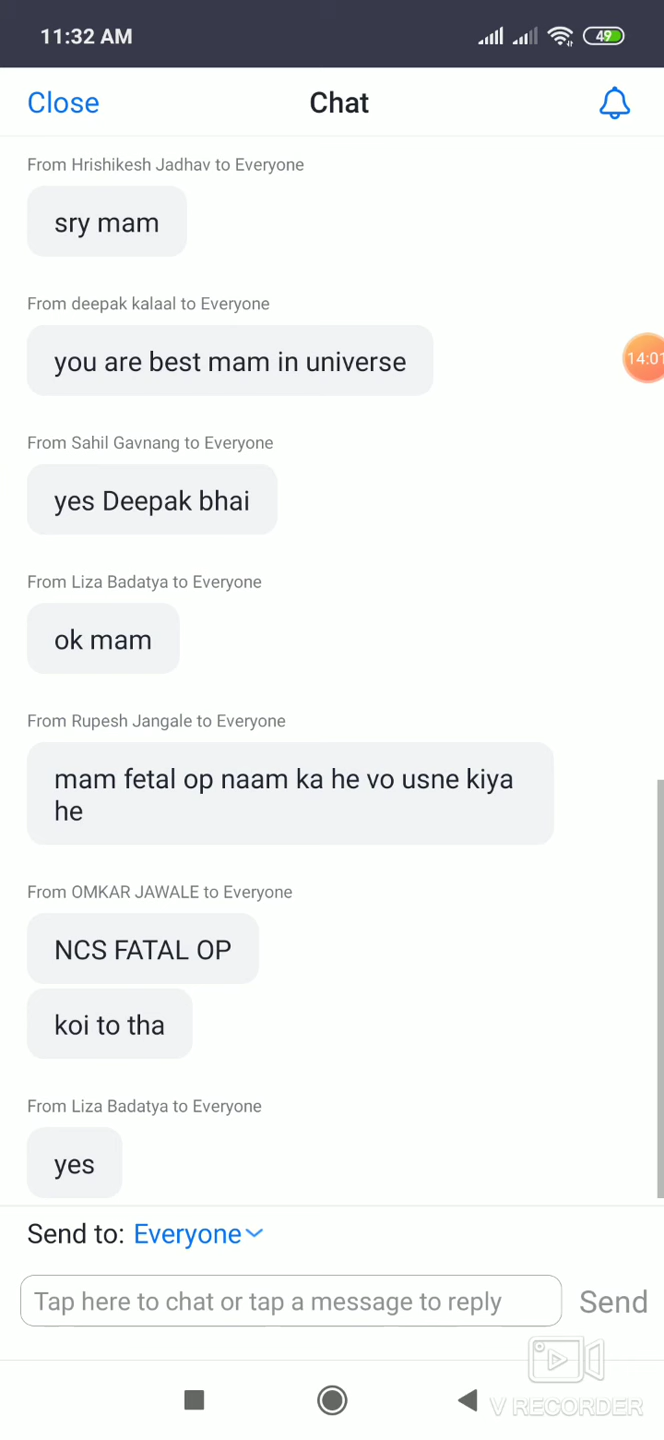 11:32 AM
49
Close
Chat
From Hrishikesh Jadhav to Everyone
sry mam
From deepak kalaal to Everyone
you are best mam in universe
14:01
From Sahil Gavnang to Everyone
yes Deepak bhai
From Liza Badatya to Everyone
ok mam
From Rupesh Jangale to Everyone
mam fetal op naam ka he vo usne kiya
he
From OMKAR JAWALE to Everyone
NCS FATAL OP
koi to tha
From Liza Badatya to Everyone
yes
Send to: Everyone
Tap here to chat or tap a message to reply
Send
V RECORDER